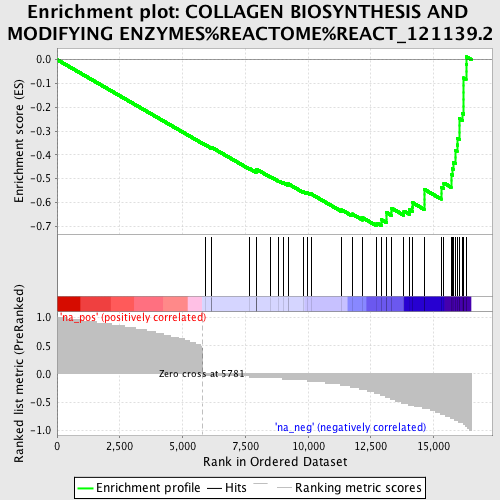 Enrichment plot: COLLAGEN BIOSYNTHESIS AND
MODIFYING ENZYMES%REACTOME%REACT_121139.2
Enrichment score (ES)
0.0
-0.1
-0.2
-0.3
-0.4
-0.5
-0.6
-0.7
Ranked list metric (PreRanked)
1.0
0.5
0.0
-0.5
-1.0
'na_pos' (positively correlated)
Zero cross at 5781
'na_neg' (negatively correlated)
0
2,500
5,000
7,500
10,000
12,500
15,000
Rank in Ordered Dataset
Enrichment profile
Hits
Ranking metric scores